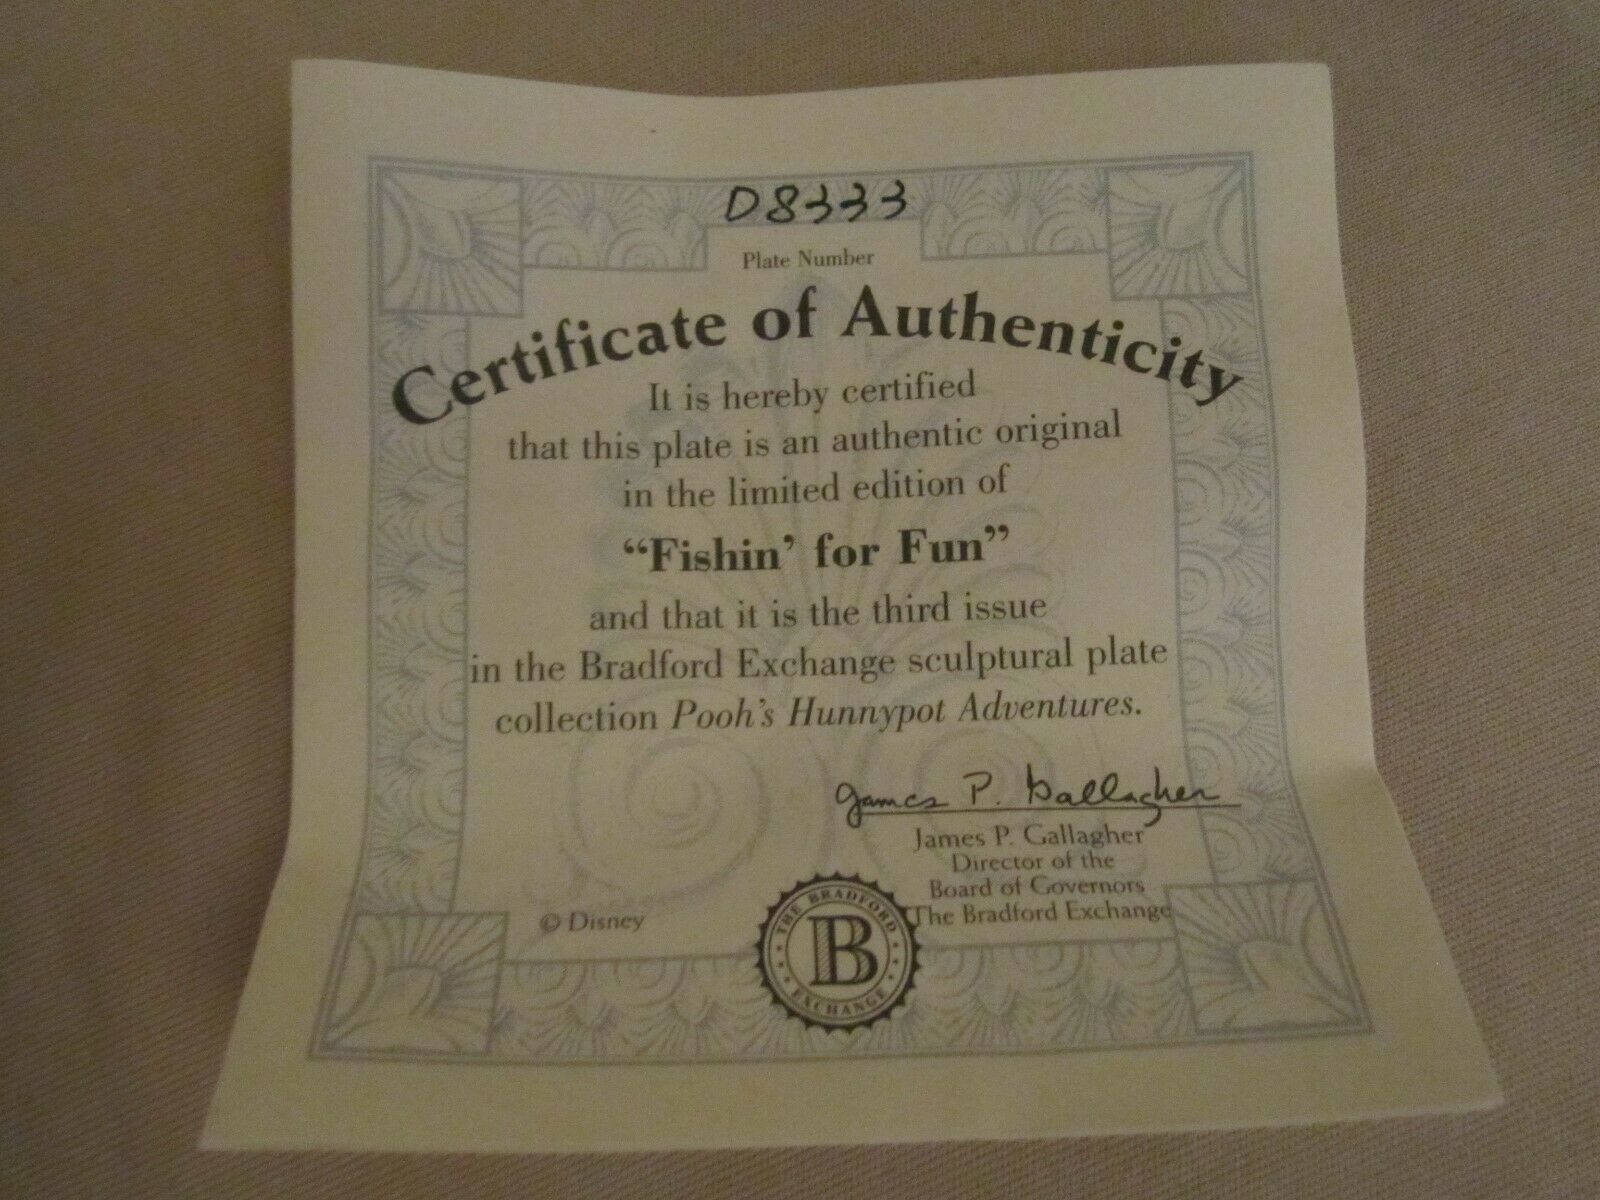 D8333
Plate Number
Certificate of Authenticity
It is hereby certified
that this plate is an authentic original
in the limited edition of
“Fishin’ for Fun”
and that it is the third issue
in the Bradford Exchange sculptural plate
collection Pooh’s Hunnypot Adventures.
James P. Gallagher
James P. Gallagher
Director of the
Board of Governors
The Bradford Exchange
© Disney
THE BRADFORD
B
EXCHANGE